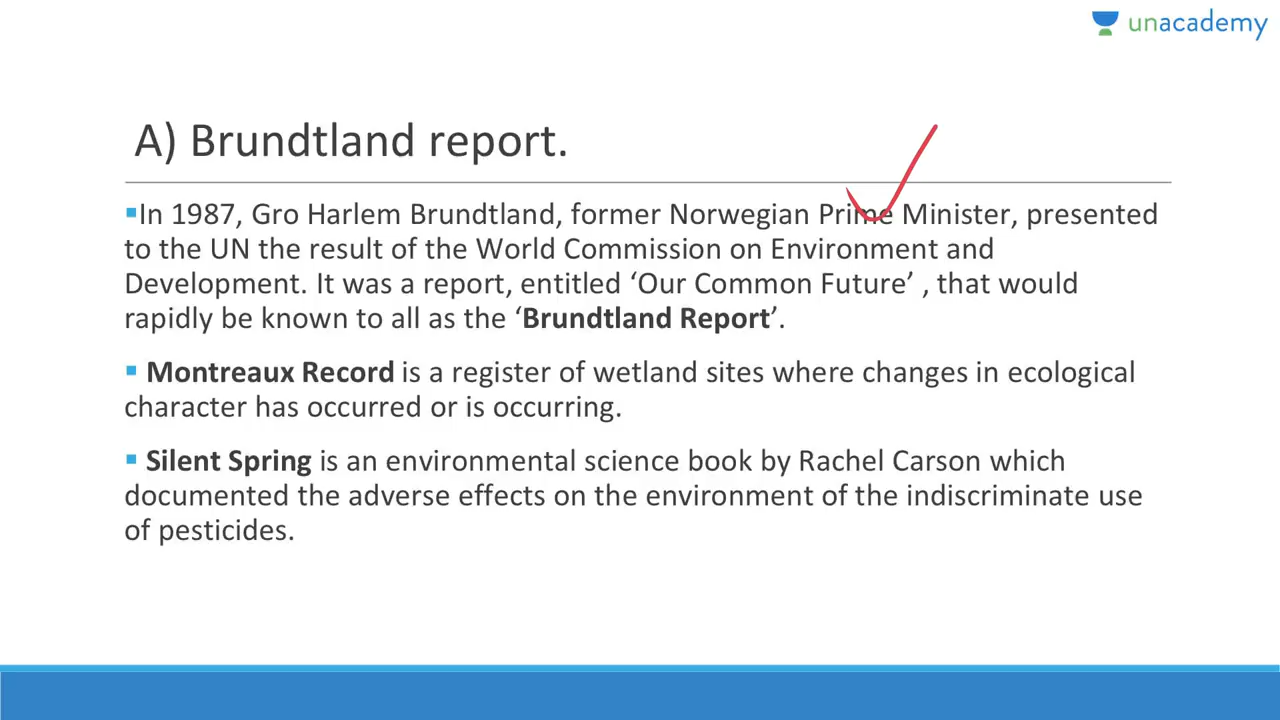 unacademy
A) Brundtland report.
▪In 1987, Gro Harlem Brundtland, former Norwegian Prime Minister, presented
to the UN the result of the World Commission on Environment and
Development. It was a report, entitled ‘Our Common Future’ , that would
rapidly be known to all as the ‘Brundtland Report’.
▪ Montreaux Record is a register of wetland sites where changes in ecological
character has occurred or is occurring.
▪ Silent Spring is an environmental science book by Rachel Carson which
documented the adverse effects on the environment of the indiscriminate use
of pesticides.